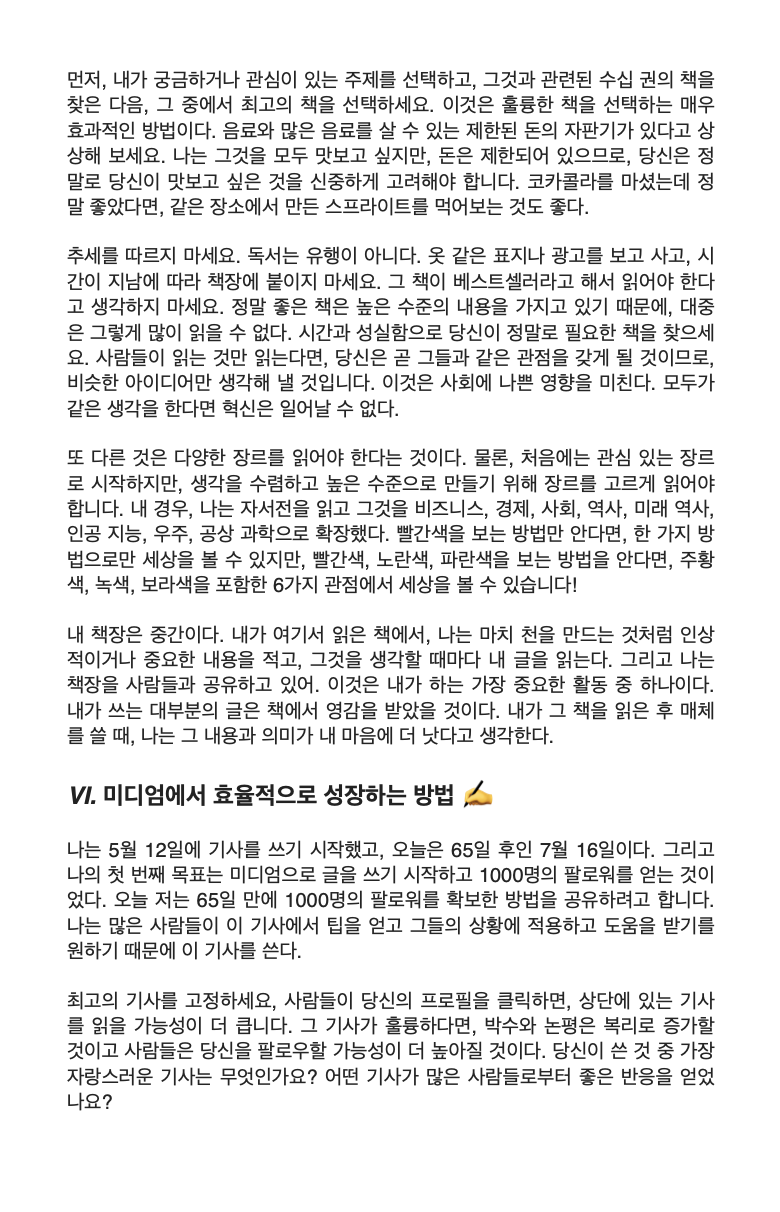 먼저, 내가 궁금하거나 관심이 있는 주제를 선택하고, 그것과 관련된 수십 권의 책을
찾은 다음, 그 중에서 최고의 책을 선택하세요. 이것은 훌륭한 책을 선택하는 매우
효과적인 방법이다. 음료와 많은 음료를 살 수 있는 제한된 돈의 자판기가 있다고 상
상해 보세요. 나는 그것을 모두 맛보고 싶지만, 돈은 제한되어 있으므로, 당신은 정
말로 당신이 맛보고 싶은 것을 신중하게 고려해야 합니다. 코카콜라를 마셨는데 정
말 좋았다면, 같은 장소에서 만든 스프라이트를 먹어보는 것도 좋다.
추세를 따르지 마세요. 독서는 유행이 아니다. 옷 같은 표지나 광고를 보고 사고, 시
간이 지남에 따라 책장에 붙이지 마세요. 그 책이 베스트셀러라고 해서 읽어야 한다
고 생각하지 마세요. 정말 좋은 책은 높은 수준의 내용을 가지고 있기 때문에, 대중
은 그렇게 많이 읽을 수 없다. 시간과 성실함으로 당신이 정말로 필요한 책을 찾으세
요. 사람들이 읽는 것만 읽는다면, 당신은 곧 그들과 같은 관점을 갖게 될 것이므로,
비슷한 아이디어만 생각해 낼 것입니다. 이것은 사회에 나쁜 영향을 미친다. 모두가
같은 생각을 한다면 혁신은 일어날 수 없다.
또 다른 것은 다양한 장르를 읽어야 한다는 것이다. 물론, 처음에는 관심 있는 장르
로 시작하지만, 생각을 수렴하고 높은 수준으로 만들기 위해 장르를 고르게 읽어야
합니다. 내 경우, 나는 자서전을 읽고 그것을 비즈니스, 경제, 사회, 역사, 미래 역사,
인공 지능, 우주, 공상 과학으로 확장했다. 빨간색을 보는 방법만 안다면, 한 가지 방
법으로만 세상을 볼 수 있지만, 빨간색, 노란색, 파란색을 보는 방법을 안다면, 주황
색, 녹색, 보라색을 포함한 6가지 관점에서 세상을 볼 수 있습니다!
내 책장은 중간이다. 내가 여기서 읽은 책에서, 나는 마치 천을 만드는 것처럼 인상
적이거나 중요한 내용을 적고, 그것을 생각할 때마다 내 글을 읽는다. 그리고 나는
책장을 사람들과 공유하고 있어. 이것은 내가 하는 가장 중요한 활동 중 하나이다.
내가 쓰는 대부분의 글은 책에서 영감을 받았을 것이다. 내가 그 책을 읽은 후 매체
를 쓸 때, 나는 그 내용과 의미가 내 마음에 더 낫다고 생각한다.
VI. 미디엄에서 효율적으로 성장하는 방법 ✍️
나는 5월 12일에 기사를 쓰기 시작했고, 오늘은 65일 후인 7월 16일이다. 그리고
나의 첫 번째 목표는 미디엄으로 글을 쓰기 시작하고 1000명의 팔로워를 얻는 것이
었다. 오늘 저는 65일 만에 1000명의 팔로워를 확보한 방법을 공유하려고 합니다.
나는 많은 사람들이 이 기사에서 팁을 얻고 그들의 상황에 적용하고 도움을 받기를
원하기 때문에 이 기사를 쓴다.
최고의 기사를 고정하세요, 사람들이 당신의 프로필을 클릭하면, 상단에 있는 기사
를 읽을 가능성이 더 큽니다. 그 기사가 훌륭하다면, 박수와 논평은 복리로 증가할
것이고 사람들은 당신을 팔로우할 가능성이 더 높아질 것이다. 당신이 쓴 것 중 가장
자랑스러운 기사는 무엇인가요? 어떤 기사가 많은 사람들로부터 좋은 반응을 얻었
나요?